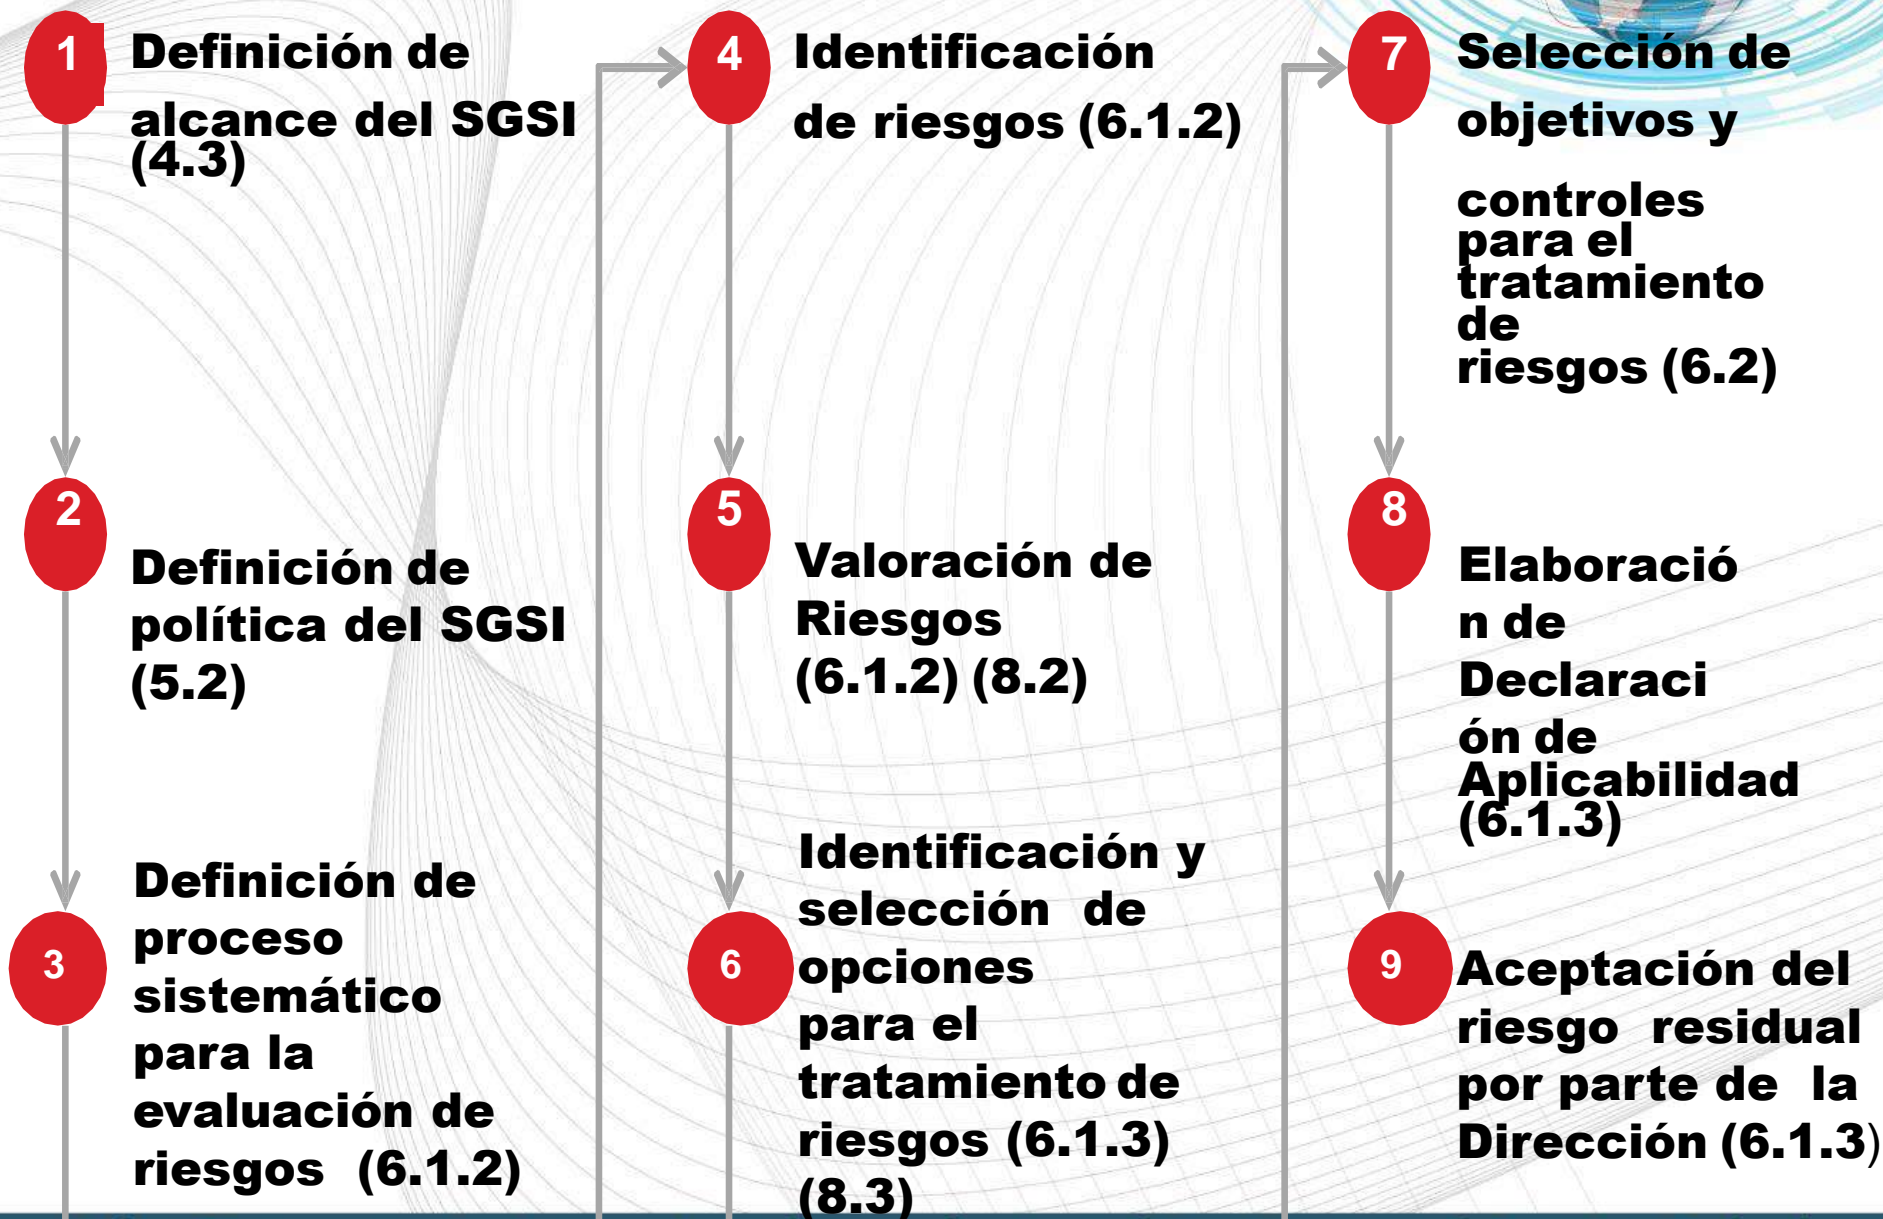 1
Definición de
alcance del SGSI
(4.3)
2
Definición de
política del SGSI
(5.2)
3
Definición de
proceso
sistemático
para la
evaluación de
riesgos (6.1.2)
4
Identificación
de riesgos (6.1.2)
5
Valoración de
Riesgos
(6.1.2) (8.2)
6
Identificación y
selección de
opciones
para el
tratamiento de
riesgos (6.1.3)
(8.3)
7
Selección de
objetivos y
controles
para el
tratamiento
de
riesgos (6.2)
8
Elaboració
n de
Declaraci
ón de
Aplicabilidad
(6.1.3)
9
Aceptación del
riesgo residual
por parte de la
Dirección (6.1.3)